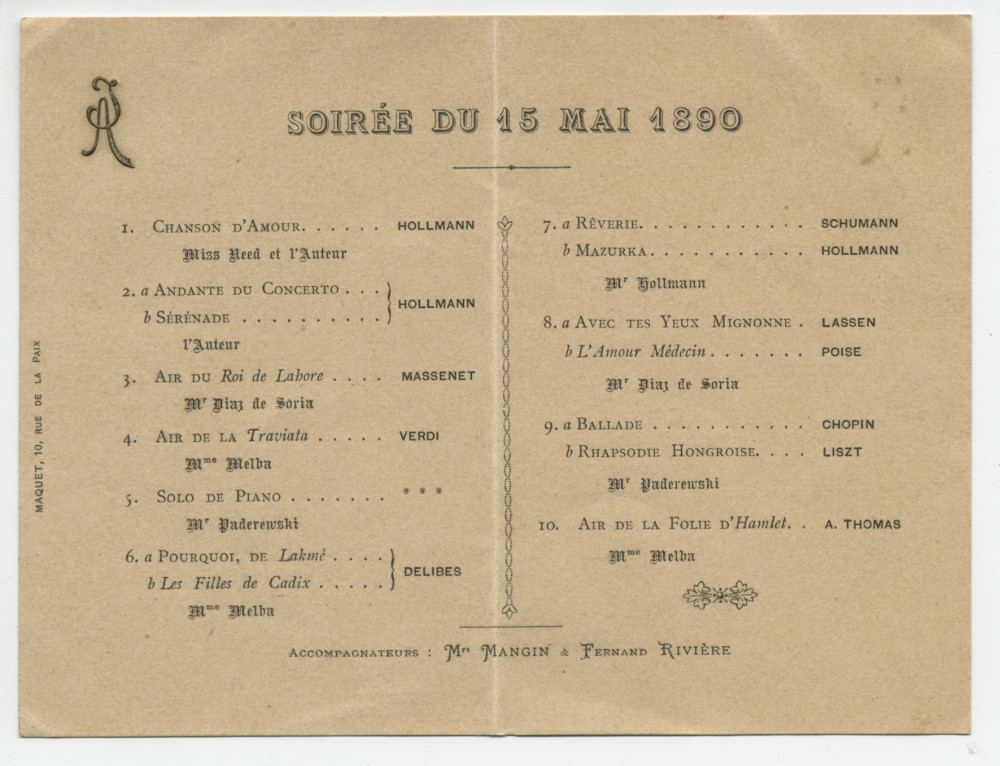 SOIRÉE DU 15 MAI 1890
1. CHANSON D'AMOUR. . . . . . HOLLMANN
Miss Reed et l'Auteur
2. a ANDANTE DU CONCERTO . . .
b SÉRÉNADE . . . . . . . . . . HOLLMANN
l'Auteur
3. AIR DU Roi de Lahore . . . . MASSENET
Mr Diaz de Soria
4. AIR DE LA Traviata . . . . . VERDI
Mme Melba
5. SOLO DE PIANO . . . . . . . * * *
Mr Paderewski
6. a POURQUOI, DE Lakmé . . . .
b Les Filles de Cadix . . . . . DELIBES
Mme Melba
7. a RÊVERIE. . . . . . . . . . . . SCHUMANN
b MAZURKA. . . . . . . . . . . HOLLMANN
Mr Hollmann
8. a AVEC TES YEUX MIGNONNE . LASSEN
b L'Amour Médecin . . . . . . . POISE
Mr Diaz de Soria
9. a BALLADE . . . . . . . . . . . CHOPIN
b RHAPSODIE HONGROISE. . . . LISZT
Mr Paderewski
10. AIR DE LA FOLIE D'Hamlet. . A. THOMAS
Mme Melba
ACCOMPAGNATEURS : Mrs MANGIN & FERNAND RIVIÈRE
MAQUET, 10, RUE DE LA PAIX